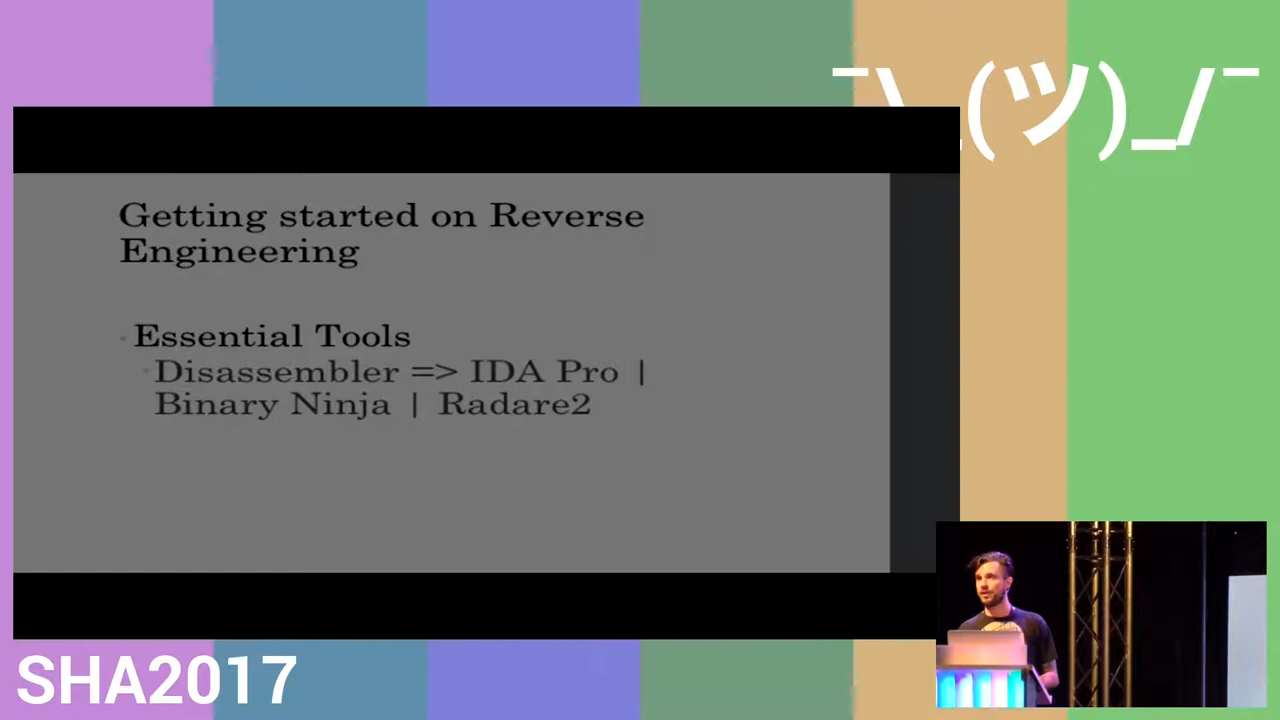 ¯\_(ツ)_/¯
Getting started on Reverse
Engineering
Essential Tools
Disassembler => IDA Pro |
Binary Ninja | Radare2
SHA2017